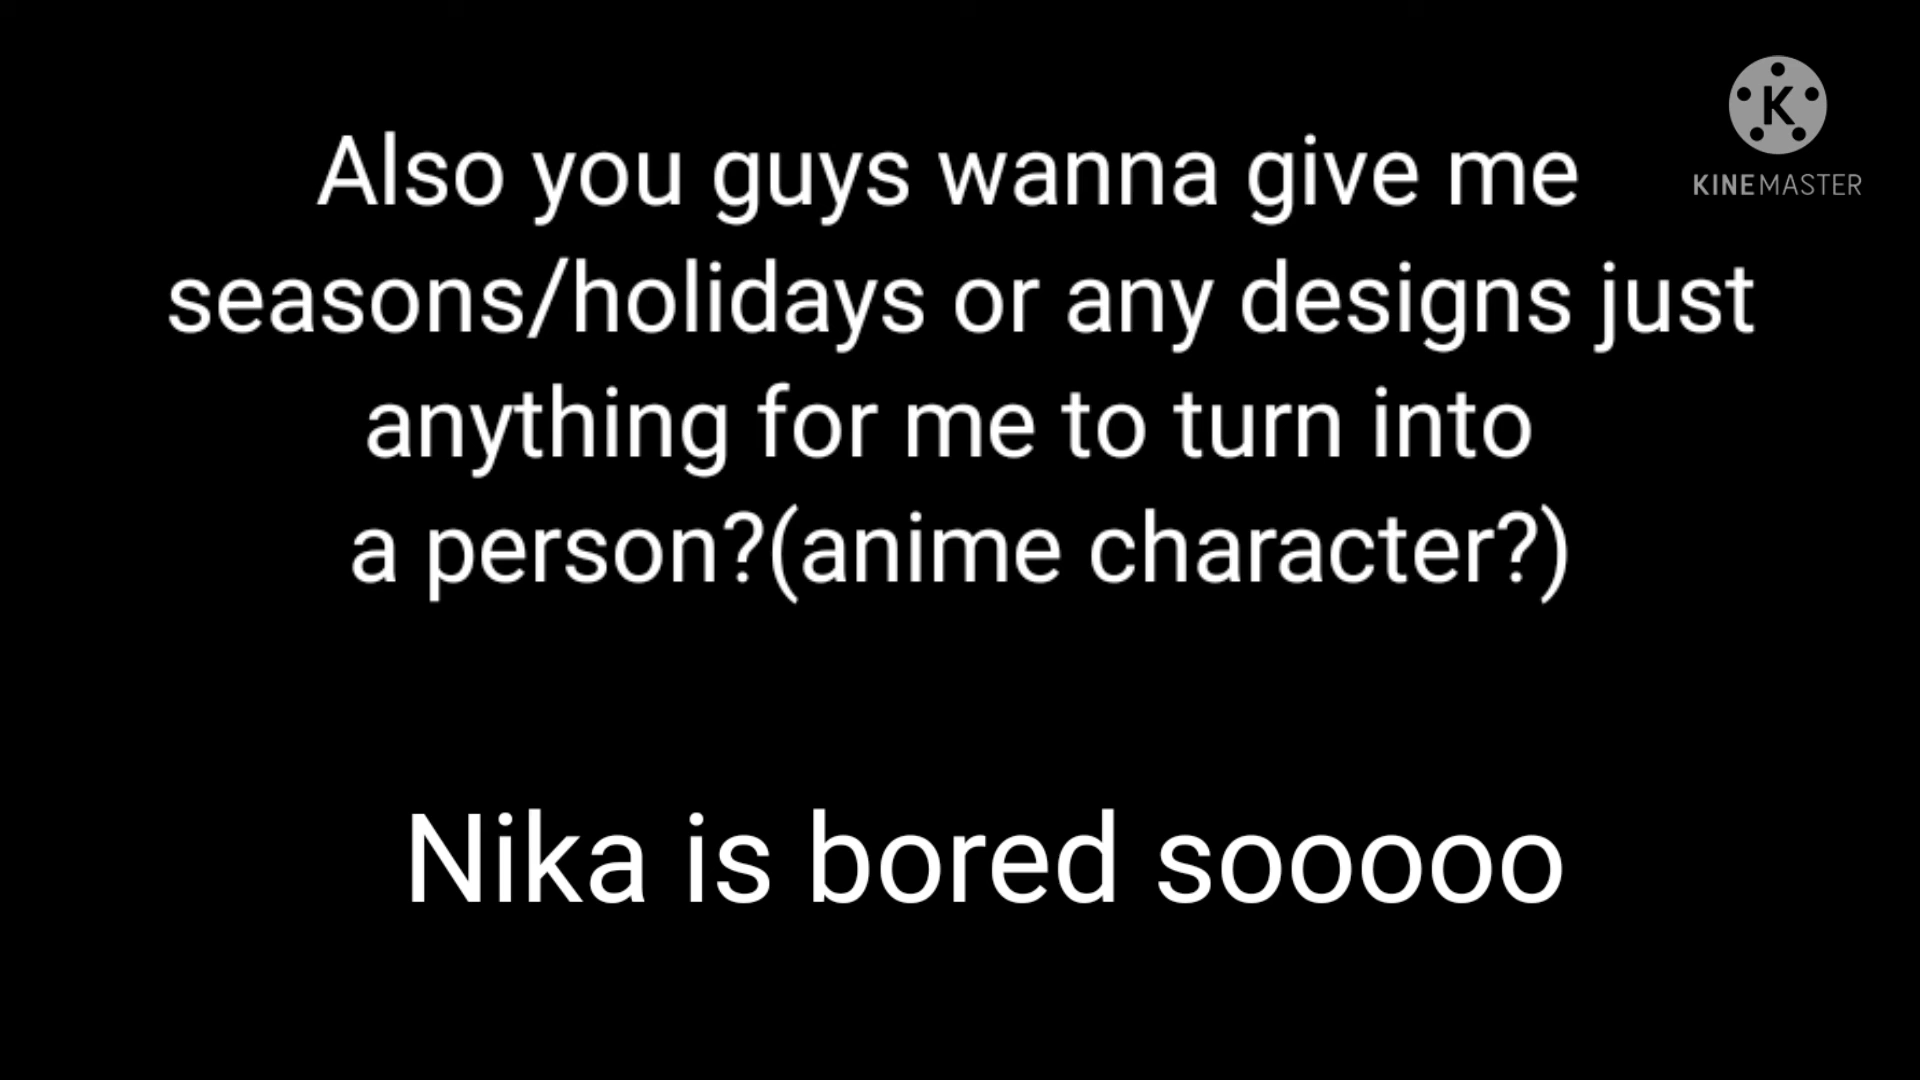 Also you guys wanna give me
seasons/holidays or any designs just
anything for me to turn into
a person?(anime character?)
Nika is bored sooooo
K
KINEMASTER